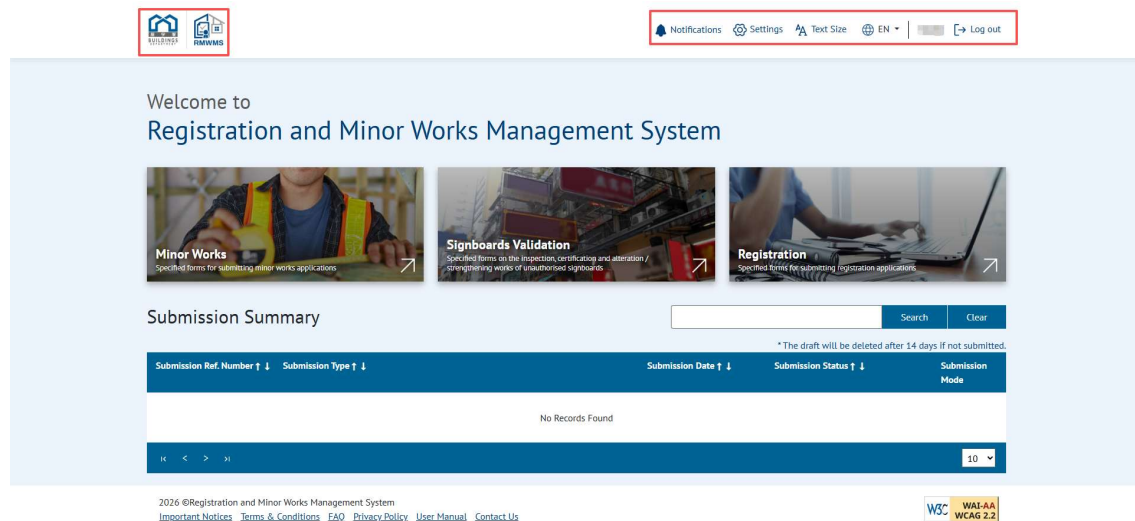 BUILDINGS
DEPARTMENT
RMWMS
Notifications Settings Text Size EN Log out
Welcome to
Registration and Minor Works Management System
Minor Works
Specified forms for submitting minor works applications
Signboards Validation
Specified forms on the inspection, certification and alteration /
strengthening works of unauthorised signboards
Registration
Specified forms for submitting registration applications
Submission Summary
Search Clear
*The draft will be deleted after 14 days if not submitted.
Submission Ref. Number ↑ ↓ Submission Type ↑ ↓ Submission Date ↑ ↓ Submission Status ↑ ↓ Submission
Mode
No Records Found
10
2026 ©Registration and Minor Works Management System
Important Notices Terms & Conditions FAQ Privacy Policy User Manual Contact Us
W3C WAI-AA
WCAG 2.2